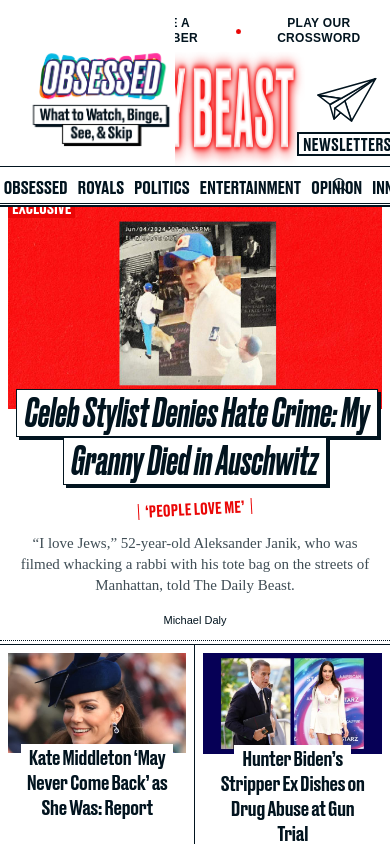 E A
BER
PLAY OUR
CROSSWORD
OBSESSED
What to Watch, Binge,
See, & Skip
Y BEAST
NEWSLETTERS
OBSESSED ROYALS POLITICS ENTERTAINMENT OPINION INN
EXCLUSIVE
Celeb Stylist Denies Hate Crime: My
Granny Died in Auschwitz
‘PEOPLE LOVE ME’
“I love Jews,” 52-year-old Aleksander Janik, who was
filmed whacking a rabbi with his tote bag on the streets of
Manhattan, told The Daily Beast.
Michael Daly
Kate Middleton ‘May
Never Come Back’ as
She Was: Report
STARZ
Hunter Biden’s
Stripper Ex Dishes on
Drug Abuse at Gun
Trial